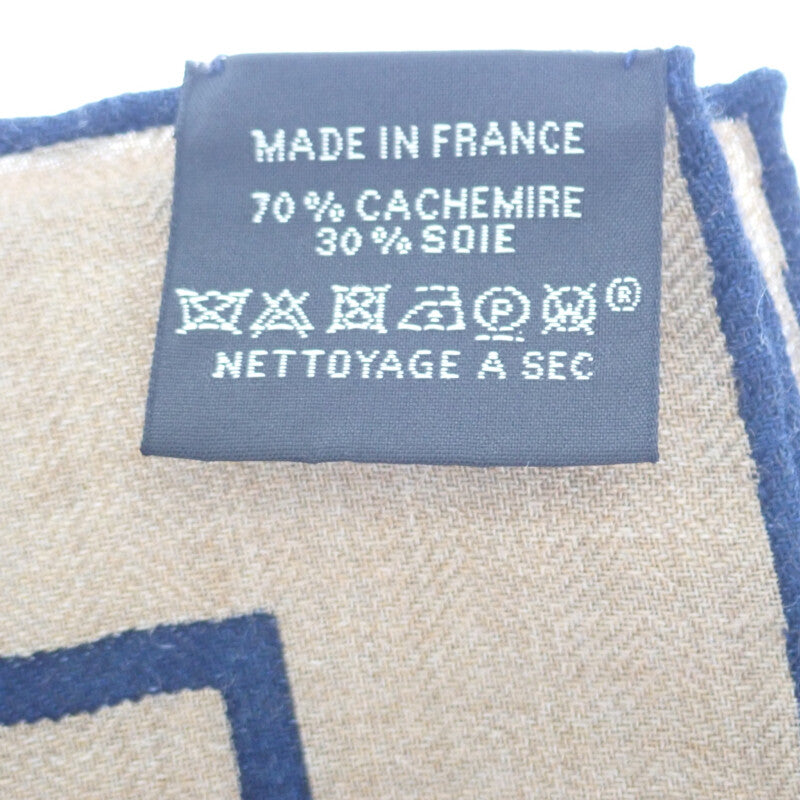 MADE IN FRANCE
70 % CACHEMIRE
30 % SOIE
P W ®
NETTOYAGE A SEC